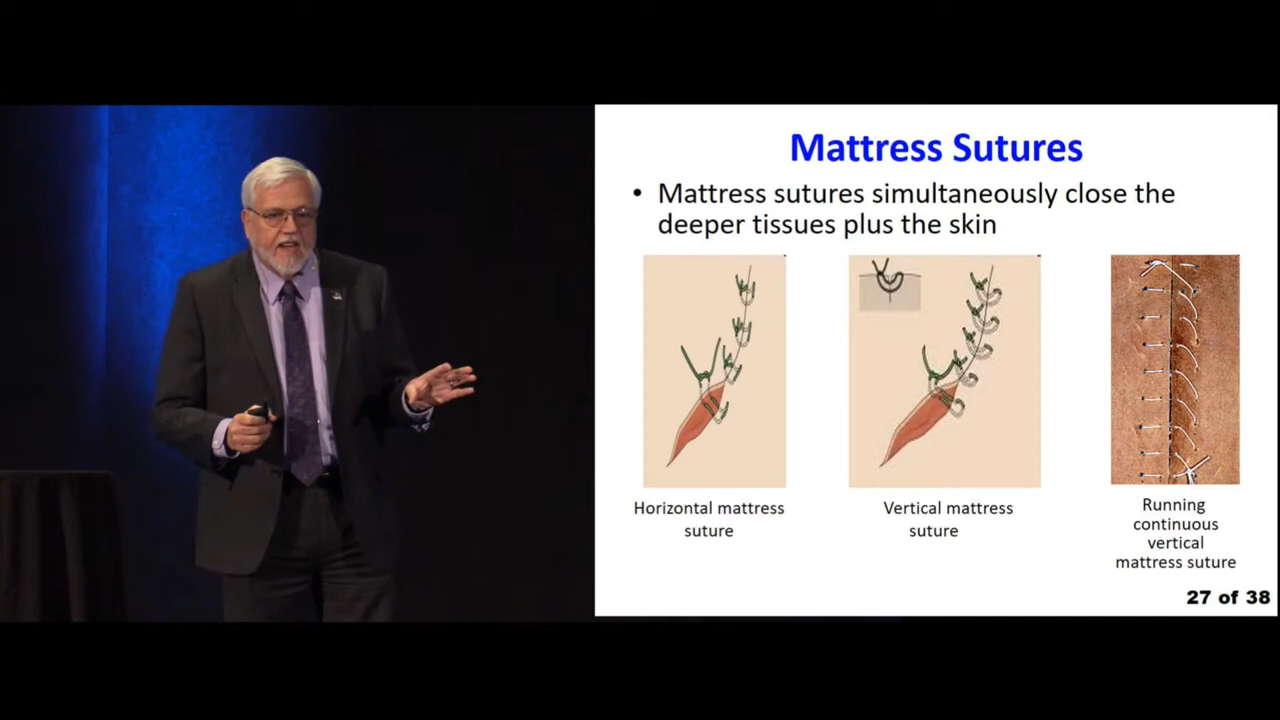 Mattress Sutures
• Mattress sutures simultaneously close the
deeper tissues plus the skin
Horizontal mattress
suture
Vertical mattress
suture
Running
continuous
vertical
mattress suture
27 of 38